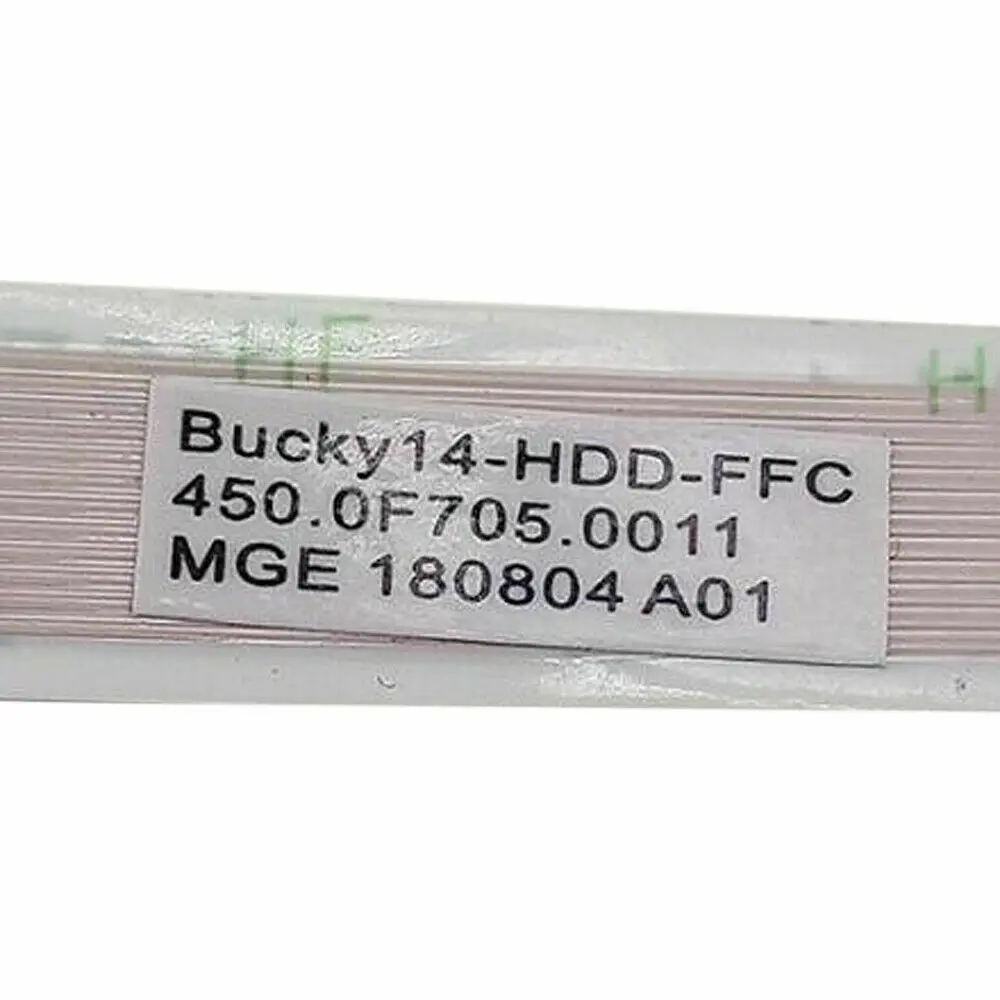 Bucky14-HDD-FFC
450.0F705.0011
MGE 180804 A01
H